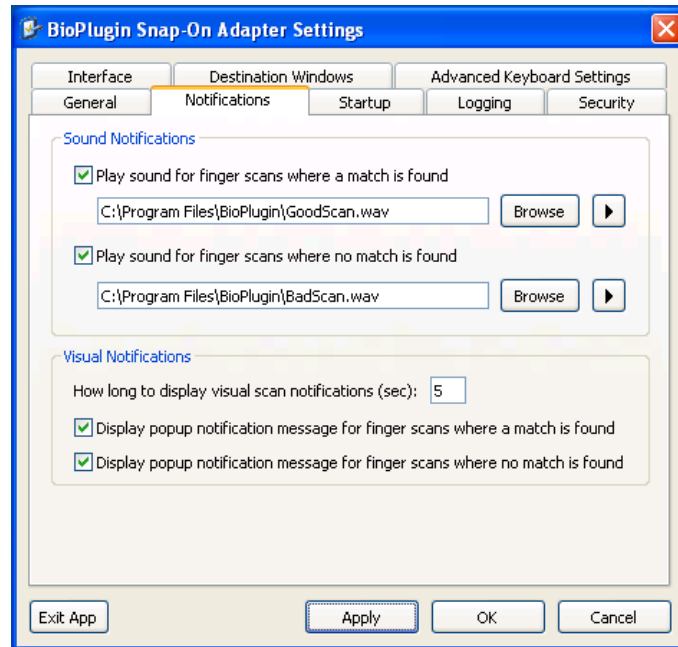 BioPlugin Snap-On Adapter Settings
Interface
Destination Windows
Advanced Keyboard Settings
General
Notifications
Startup
Logging
Security
Sound Notifications
Play sound for finger scans where a match is found
C:\Program Files\BioPlugin\GoodScan.wav
Browse
Play sound for finger scans where no match is found
C:\Program Files\BioPlugin\BadScan.wav
Browse
Visual Notifications
How long to display visual scan notifications (sec): 5
Display popup notification message for finger scans where a match is found
Display popup notification message for finger scans where no match is found
Exit App
Apply
OK
Cancel